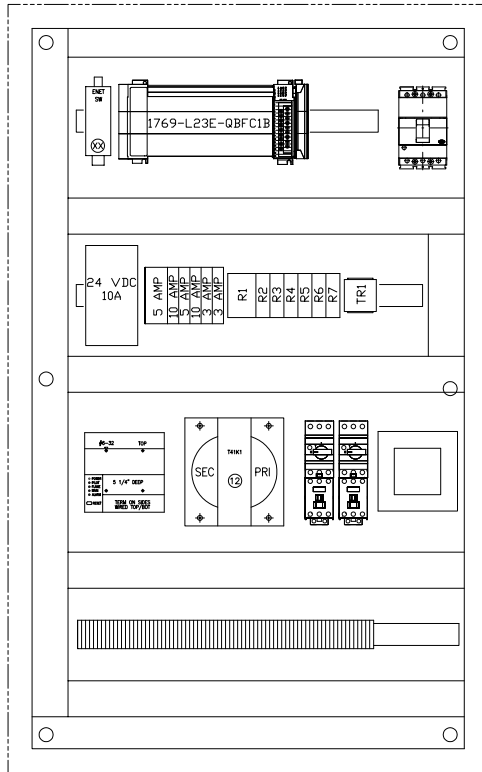 ENET
SW
XX
1769-L23E-QBFC1B
24 VDC
10A
5 AMP
10 AMP
5 AMP
10 AMP
3 AMP
3 AMP
R1
R2
R3
R4
R5
R6
R7
TR1
#6-32 TOP
5 1/4" DEEP
TERM ON SIDES
WIRED TOP/BOT
T41K1
SEC
12
PRI